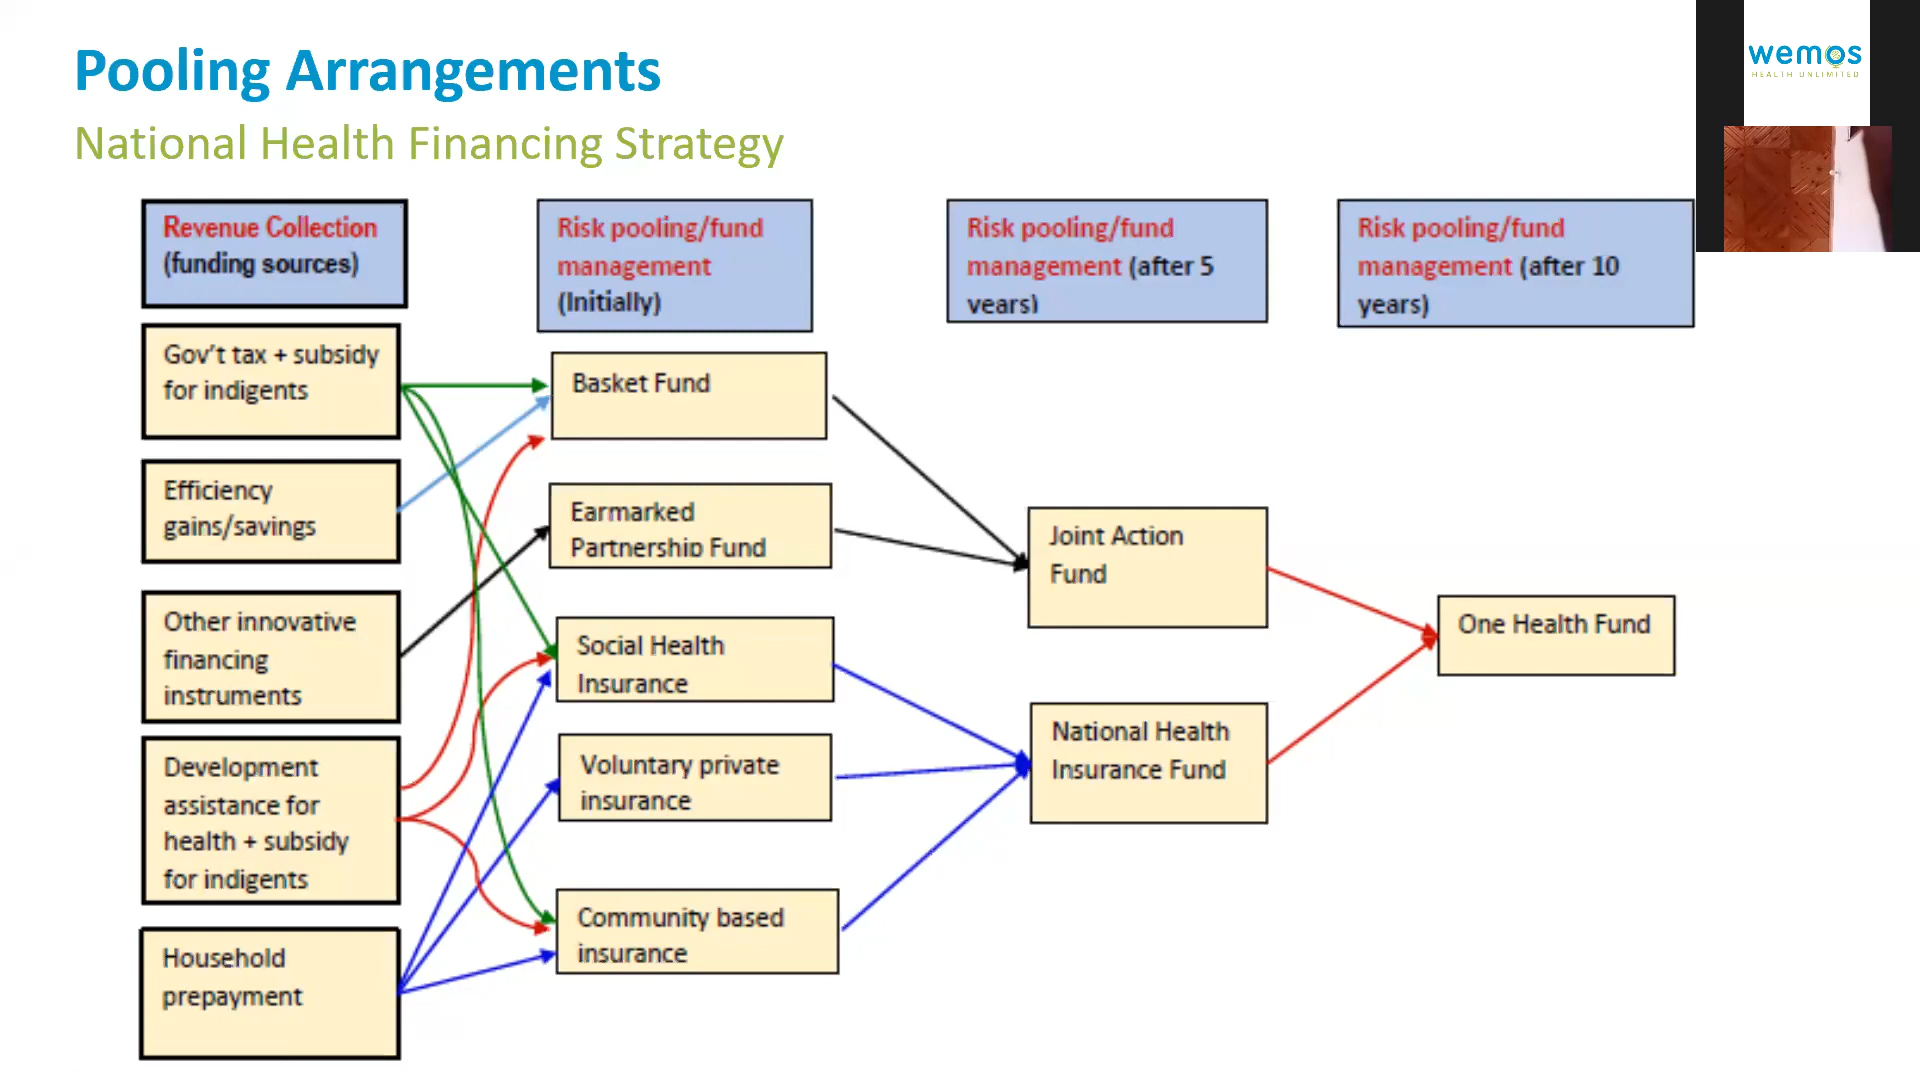 Pooling Arrangements
National Health Financing Strategy
wemos
HEALTH UNLIMITED
Revenue Collection
(funding sources)
Risk pooling/fund
management
(Initially)
Risk pooling/fund
management (after 5
years)
Risk pooling/fund
management (after 10
years)
Gov't tax + subsidy
for indigents
Efficiency
gains/savings
Other innovative
financing
instruments
Development
assistance for
health + subsidy
for indigents
Household
prepayment
Basket Fund
Earmarked
Partnership Fund
Social Health
Insurance
Voluntary private
insurance
Community based
insurance
Joint Action
Fund
National Health
Insurance Fund
One Health Fund